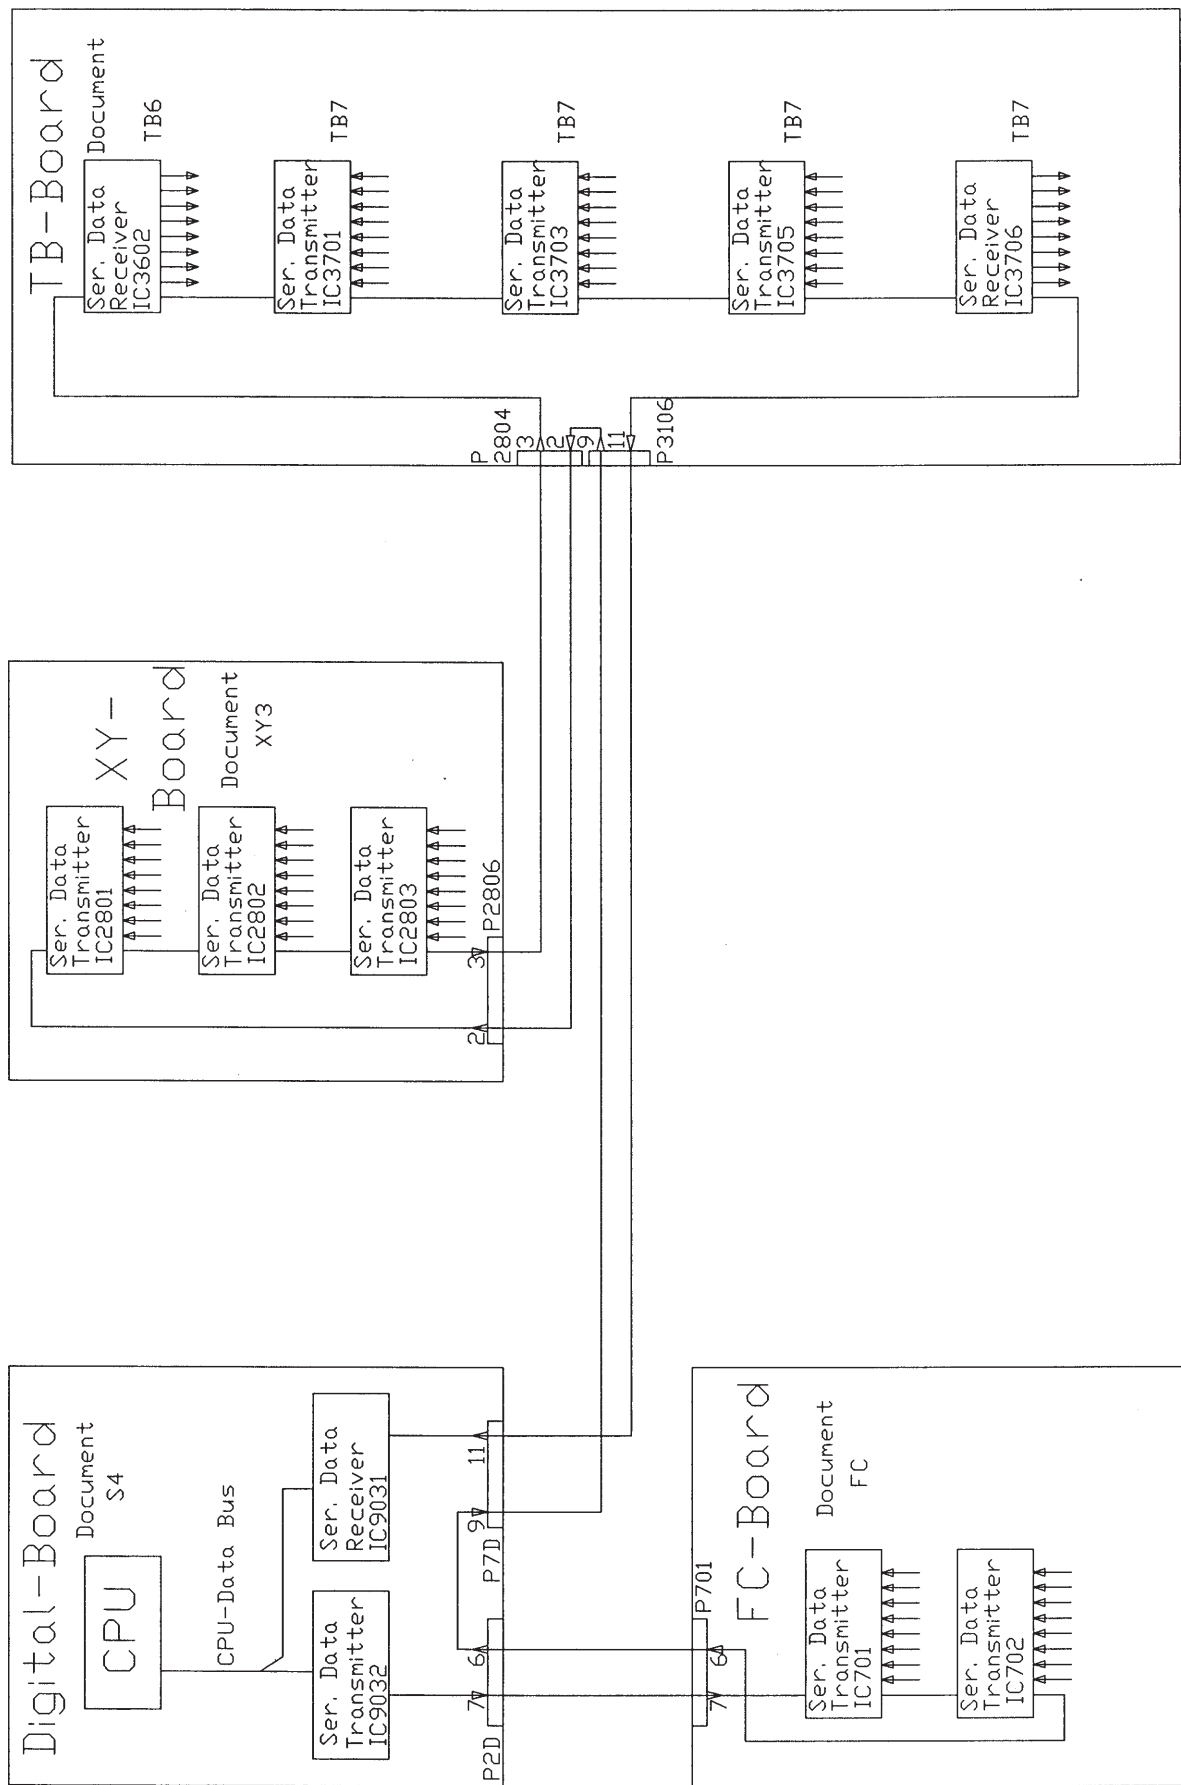 Digital-Board
Document
S4
CPU
CPU-Data Bus
Ser. Data
Transmitter
IC9032
Ser. Data
Receiver
IC9031
P2D
7
6
P7D
9
11
P701
7
6
FC-Board
Document
FC
Ser. Data
Transmitter
IC701
Ser. Data
Transmitter
IC702
XY-
Board
Document
XY3
Ser. Data
Transmitter
IC2801
Ser. Data
Transmitter
IC2802
Ser. Data
Transmitter
IC2803
P2806
2
3
TB-Board
Document
Ser. Data
Receiver
IC3602
TB6
Ser. Data
Transmitter
IC3701
TB7
Ser. Data
Transmitter
IC3703
TB7
Ser. Data
Transmitter
IC3705
TB7
Ser. Data
Receiver
IC3706
TB7
P
2804
3
2
9
11
P3106